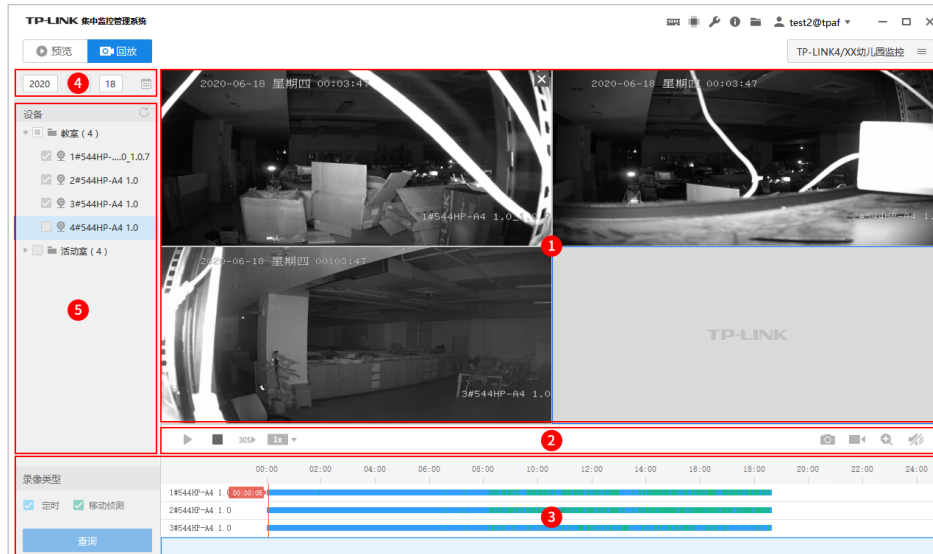 TP-LINK 集中监控管理系统
test2@tpaf
预览 回放
TP-LINK4/XX幼儿园监控
2020 4 18
设备
教室 ( 4 )
1#544HP-....0_1.0.7
2#544HP-A4 1.0
3#544HP-A4 1.0
4#544HP-A4 1.0
活动室 ( 4 )
5
2020-06-18 星期四 00:03:47
1#544HP-A4 1.0_1.0
2020-06-18 星期四 00:03:47
2#544HP-A4 1.
1
2020-06-18 星期四 00:03:47
3#544HP-A4 1.0
TP-LINK
30S 1x 2
录像类型
定时 移动侦测
查询
00:00 02:00 04:00 06:00 08:00 10:00 12:00 14:00 16:00 18:00 20:00 22:00 24:00
1#544HP-A4 1.0 00:00:06
2#544HP-A4 1.0
3
3#544HP-A4 1.0